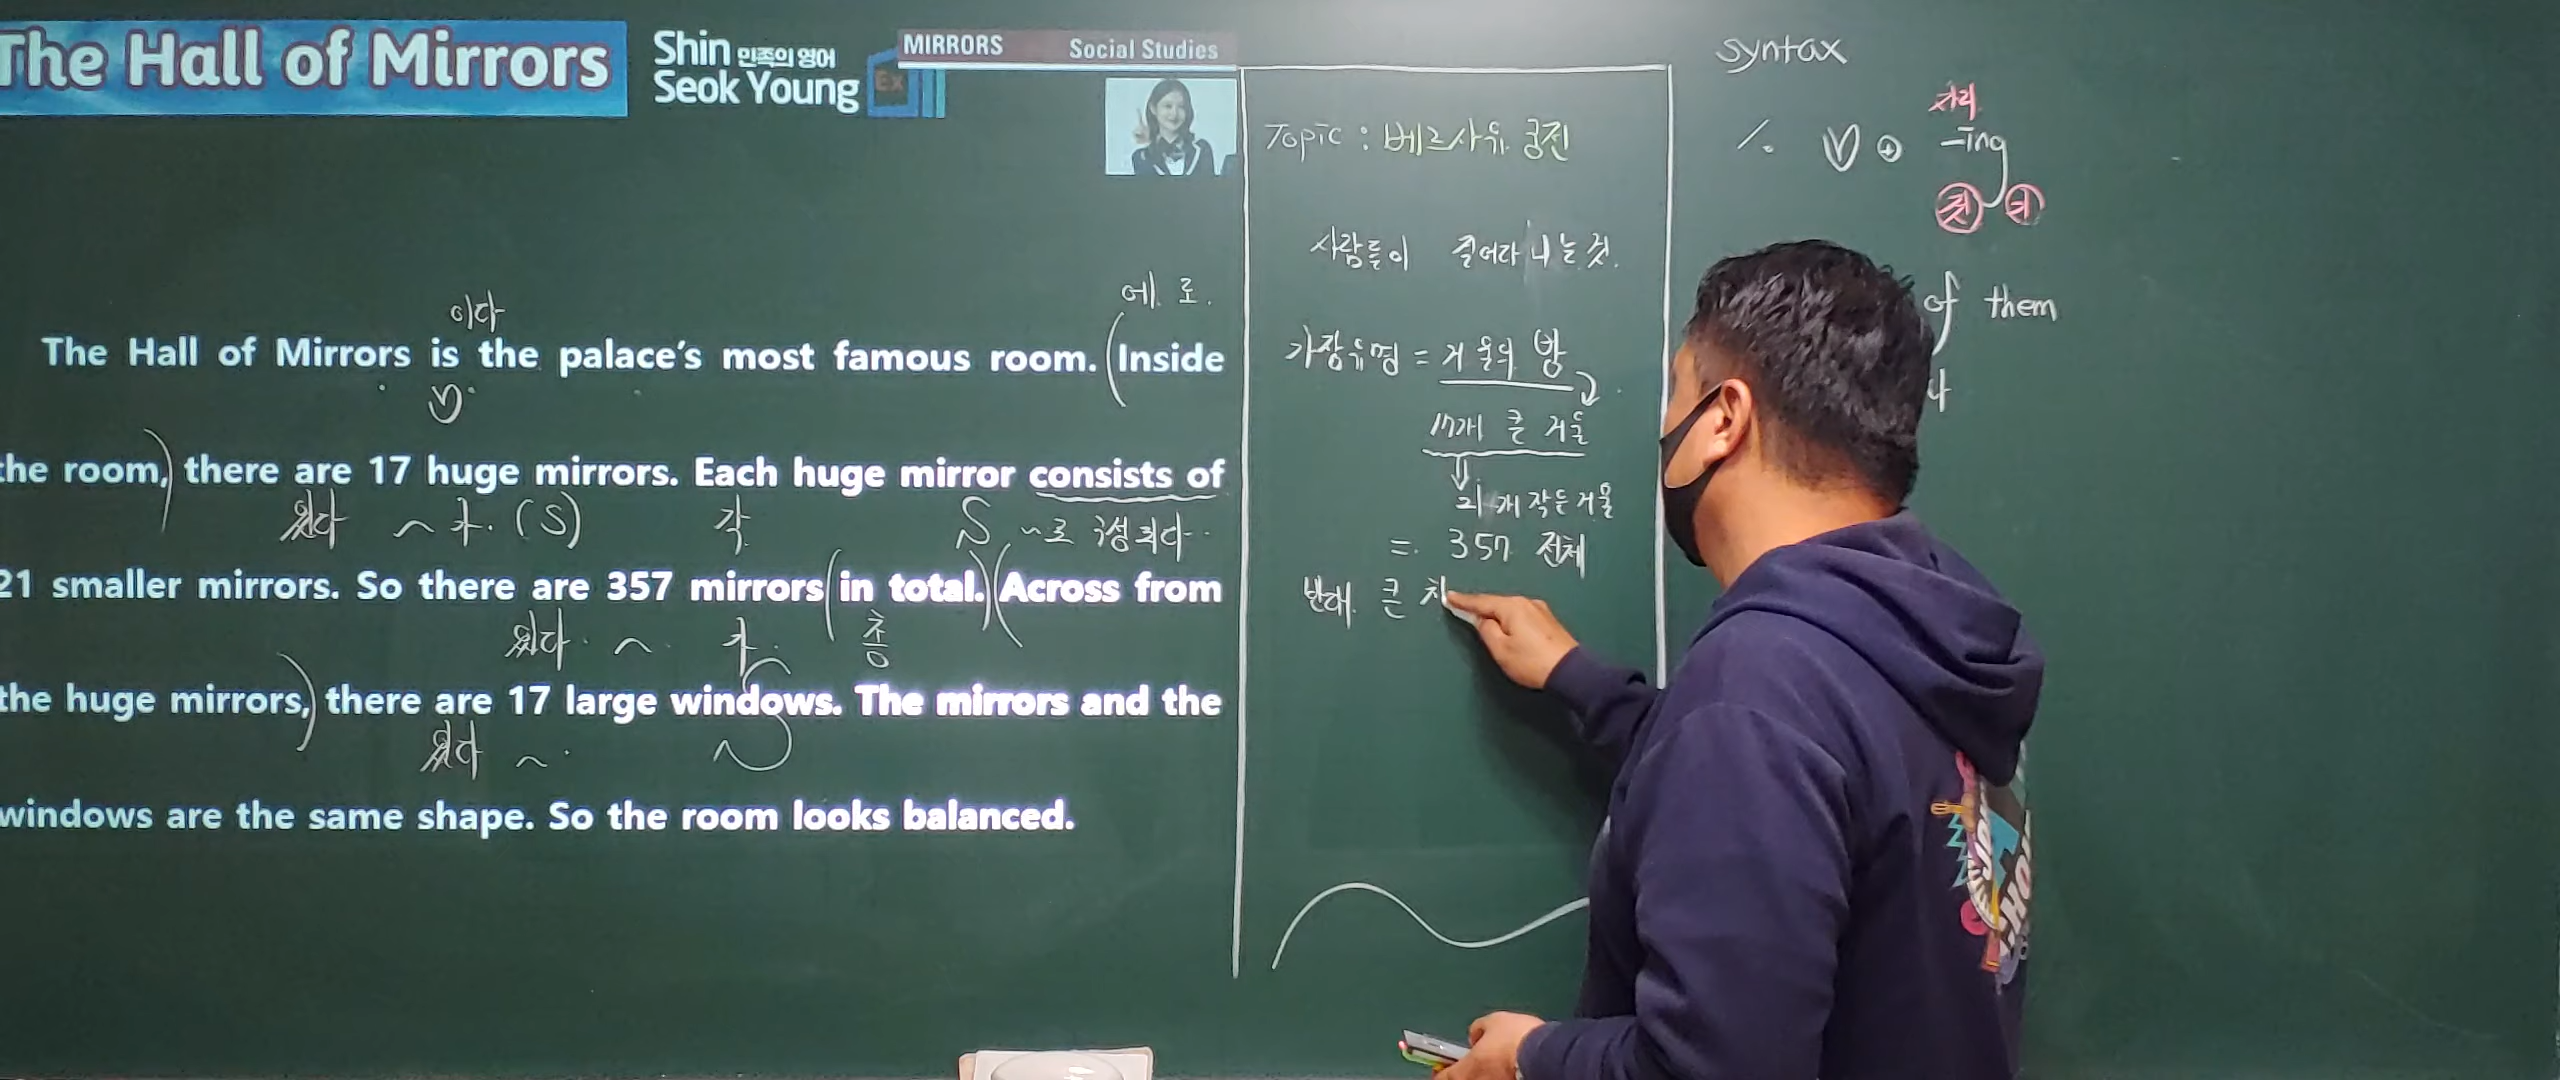 The Hall of Mirrors
Shin 민족의 영어
Seok Young
Ex
MIRRORS Social Studies
이다
에 로.
The Hall of Mirrors is the palace's most famous room. (Inside
V
the room,) there are 17 huge mirrors. Each huge mirror consists of
있다 ~ 가. (S) 각 S ~로 구성되다..
21 smaller mirrors. So there are 357 mirrors (in total.) (Across from
있다. ~. 가. 총
the huge mirrors,) there are 17 large windows. The mirrors and the
있다 ~.
windows are the same shape. So the room looks balanced.
Topic : 베르사유 궁전
사람들이 걸어다니는 것.
가장유명 = 거울의 방
17개 큰 거울
21개 작은 거울
= 357 전체
반대 큰
syntax
자리
1. V + -ing
것
of them